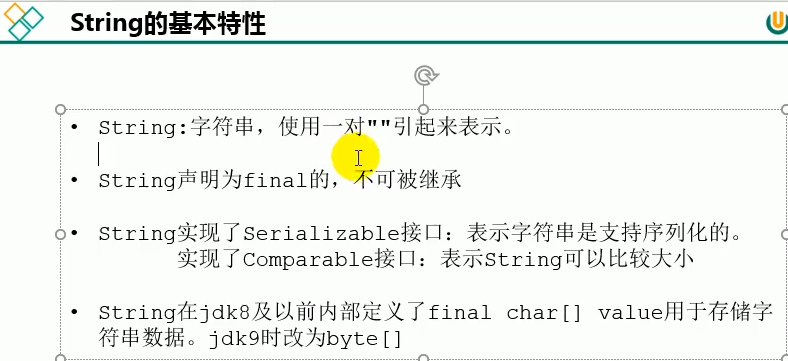 String的基本特性
• String:字符串，使用一对""引起来表示。
• String声明为final的，不可被继承
• String实现了Serializable接口：表示字符串是支持序列化的。
实现了Comparable接口：表示String可以比较大小
• String在jdk8及以前内部定义了final char[] value用于存储字
符串数据。jdk9时改为byte[]